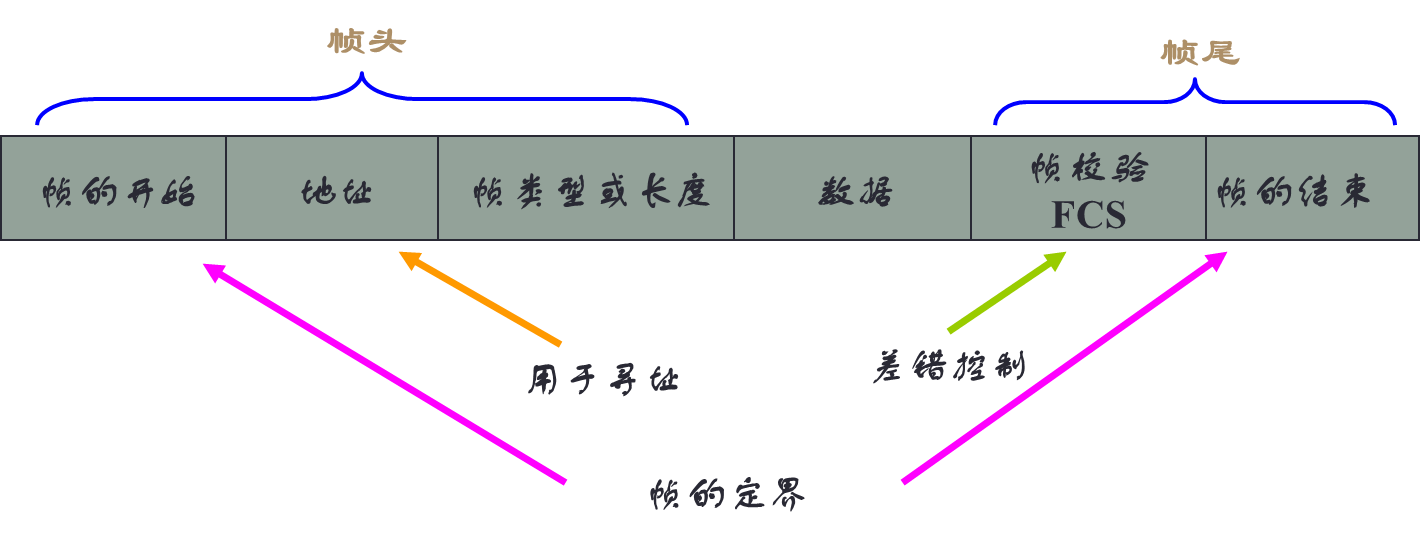 帧头
帧尾
帧的开始
地址
帧类型或长度
数据
帧校验
FCS
帧的结束
用于寻址
差错控制
帧的定界